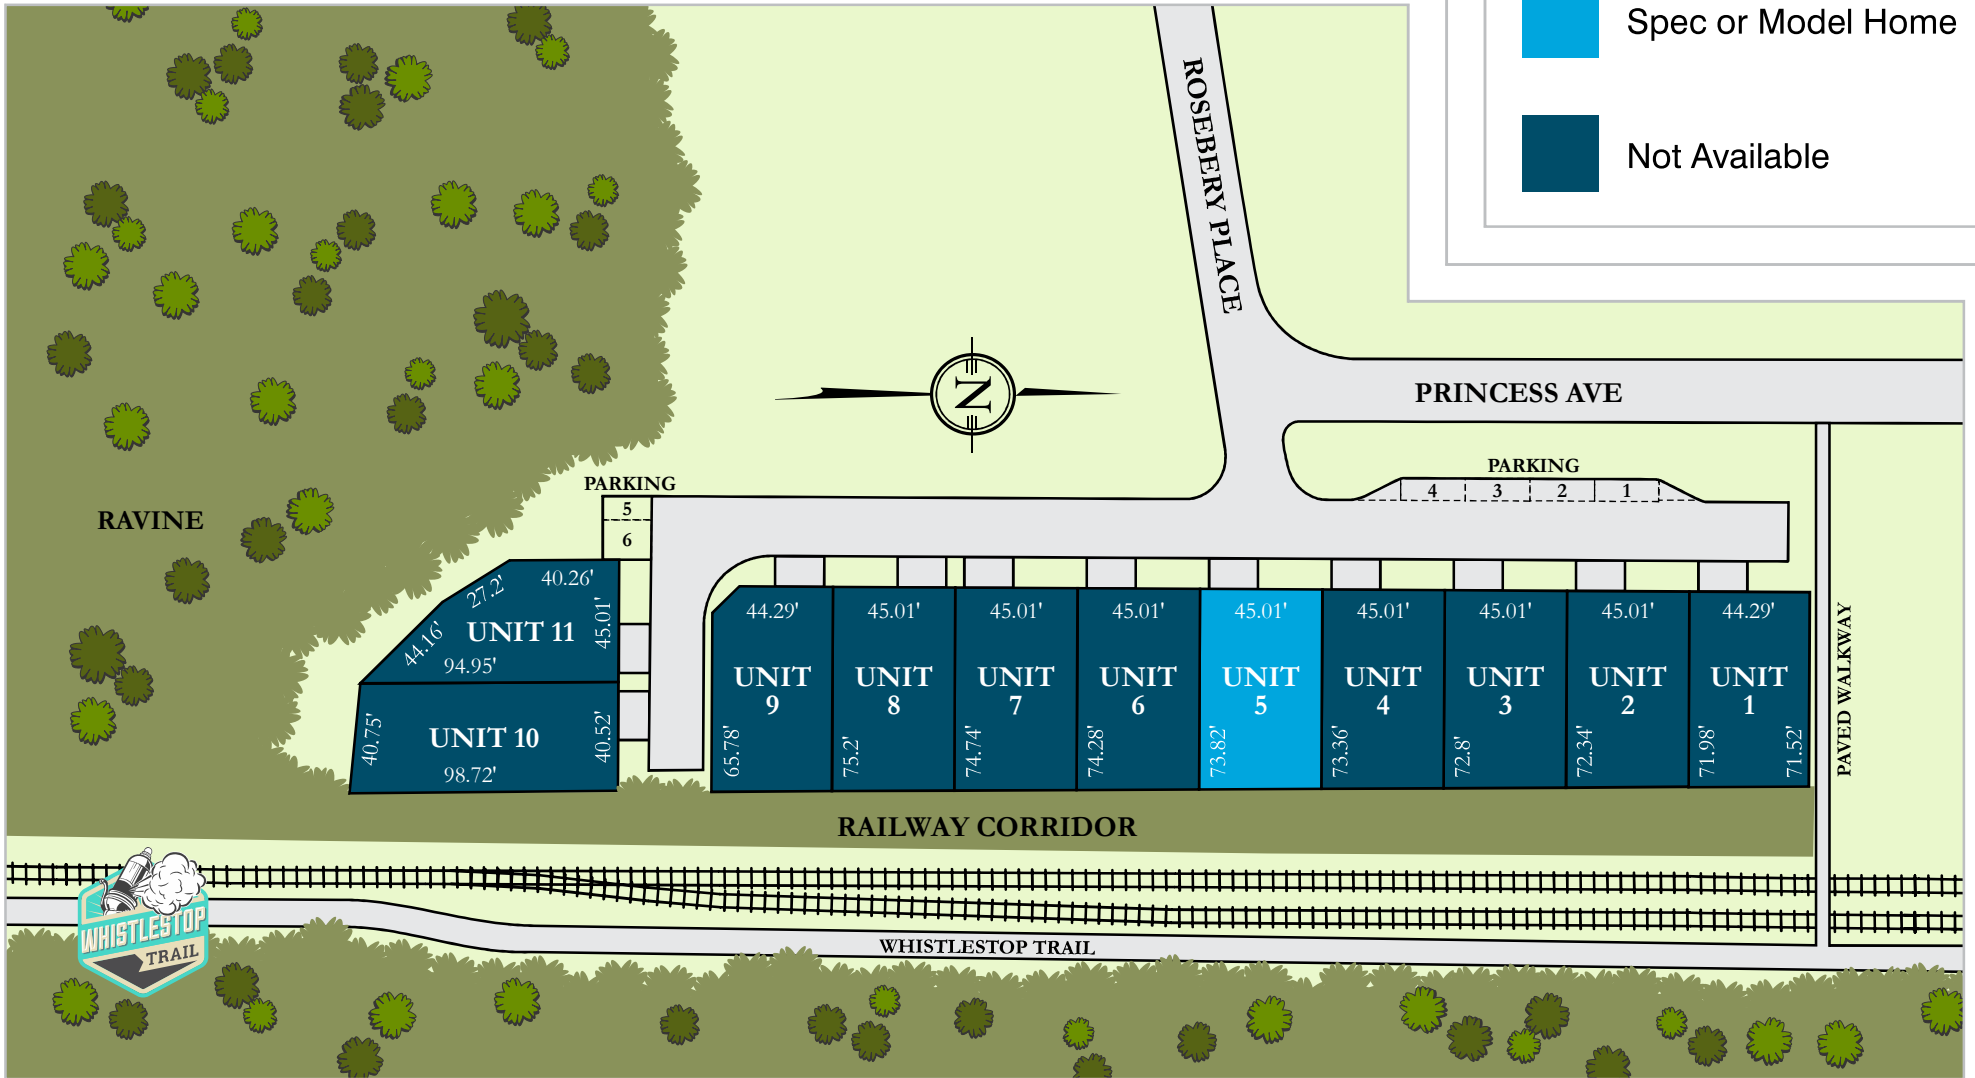 Spec or Model Home
Not Available
ROSEBERY PLACE
PRINCESS AVE
N
PARKING
4 3 2 1
PARKING
5
6
RAVINE
40.26'
27.2'
44.16'
45.01'
UNIT 11
94.95'
UNIT 10
40.75'
40.52'
98.72'
44.29' 45.01' 45.01' 45.01' 45.01' 45.01' 45.01' 45.01' 44.29'
UNIT UNIT UNIT UNIT UNIT UNIT UNIT UNIT UNIT
9 8 7 6 5 4 3 2 1
65.78' 75.2' 74.74' 74.28' 73.82' 73.36' 72.8' 72.34' 71.98' 71.52'
PAVED WALKWAY
RAILWAY CORRIDOR
WHISTLESTOP
TRAIL
WHISTLESTOP TRAIL